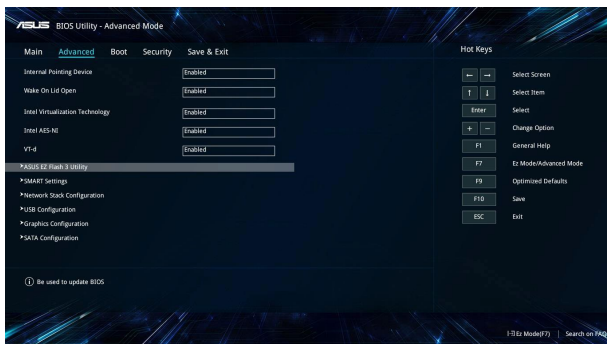 ASUS BIOS Utility - Advanced Mode
Main Advanced Boot Security Save & Exit
Hot Keys
Internal Pointing Device Enabled
Wake On Lid Open Enabled
Intel Virtualization Technology Enabled
Intel AES-NI Enabled
VT-d Enabled
ASUS EZ Flash 3 Utility
SMART Settings
Network Stack Configuration
USB Configuration
Graphics Configuration
SATA Configuration
← → Select Screen
↑ ↓ Select Item
Enter Select
+ − Change Option
F1 General Help
F7 Ez Mode/Advanced Mode
F9 Optimized Defaults
F10 Save
ESC Exit
Be used to update BIOS
Ez Mode(F7) | Search on FAQ